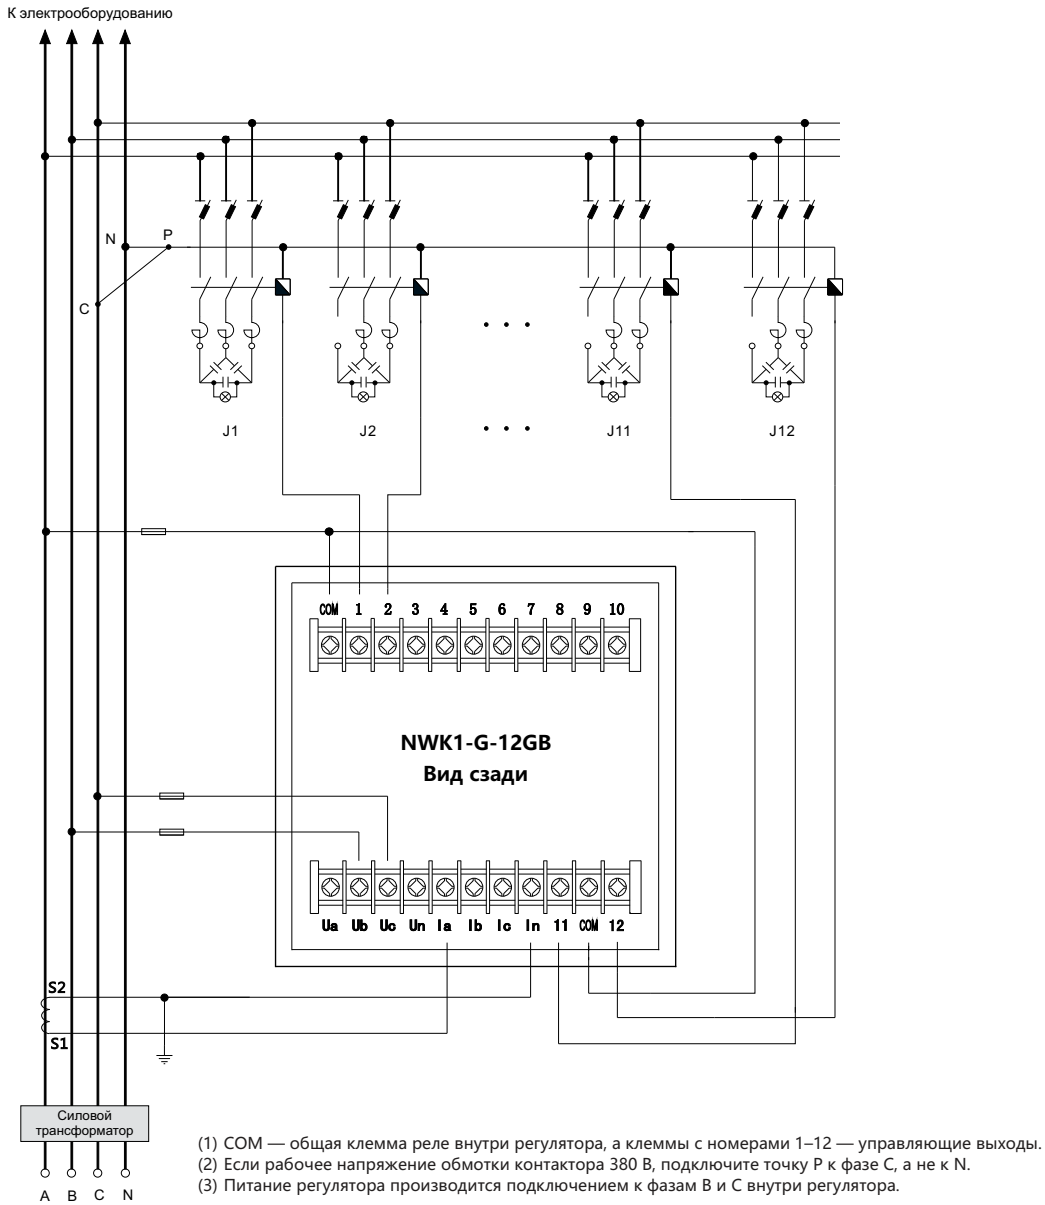 К электрооборудованию
N
P
C
J1
J2
J11
J12
COM 1 2 3 4 5 6 7 8 9 10
NWK1-G-12GB
Вид сзади
Ua Ub Uc Un Ia Ib Ic In 11 COM 12
S2
S1
Силовой
трансформатор
A B C N
(1) COM — общая клемма реле внутри регулятора, а клеммы с номерами 1–12 — управляющие выходы.
(2) Если рабочее напряжение обмотки контактора 380 В, подключите точку P к фазе C, а не к N.
(3) Питание регулятора производится подключением к фазам B и C внутри регулятора.